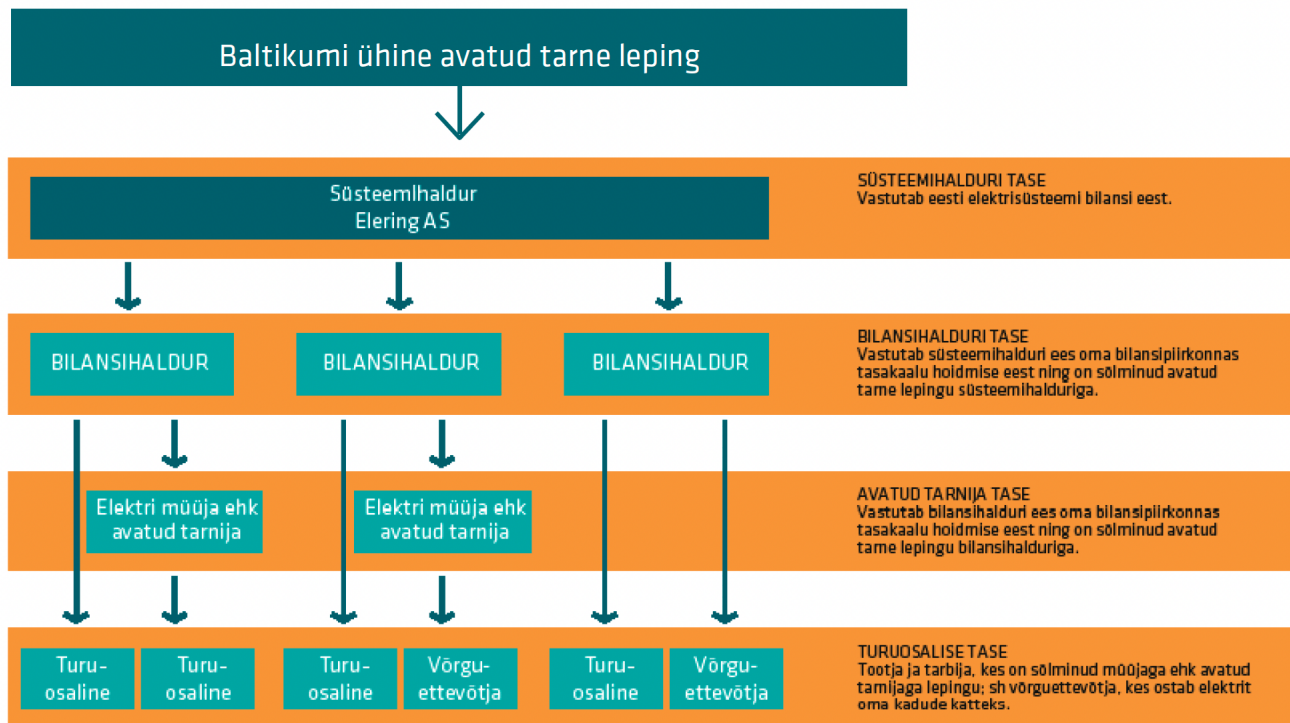 Baltikumi ühine avatud tarne leping
Süsteemihaldur
Elering AS
SÜSTEEMIHALDURI TASE
Vastutab eesti elektrisüsteemi bilansi eest.
BILANSIHALDUR
BILANSIHALDUR
BILANSIHALDUR
BILANSIHALDURI TASE
Vastutab süsteemihalduri ees oma bilansipiirkonnas
tasakaalu hoidmise eest ning on sõlminud avatud
tarne lepingu süsteemihalduriga.
Elektri müüja ehk
avatud tarnija
Elektri müüja ehk
avatud tarnija
AVATUD TARNIJA TASE
Vastutab bilansihalduri ees oma bilansipiirkonnas
tasakaalu hoidmise eest ning on sõlminud avatud
tarne lepingu bilansihalduriga.
Turu-
osaline
Turu-
osaline
Turu-
osaline
Võrgu-
ettevõtja
Turu-
osaline
Võrgu-
ettevõtja
TURUOSALISE TASE
Tootja ja tarbija, kes on sõlminud müüjaga ehk avatud
tarnijaga lepingu; sh võrguettevõtja, kes ostab elektrit
oma kadude katteks.